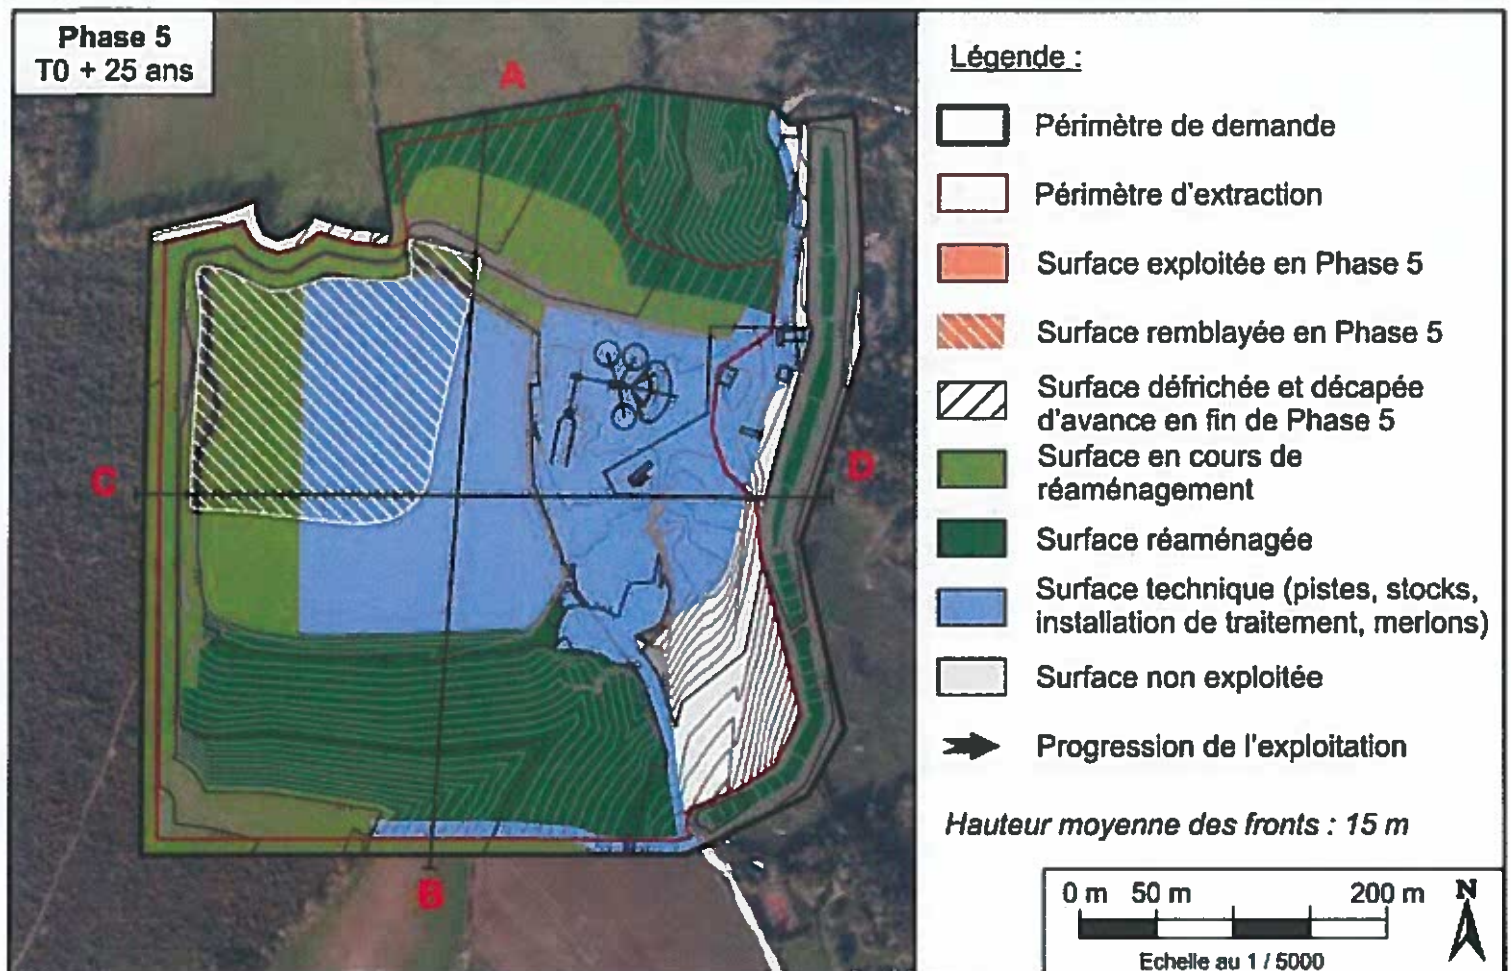 Phase 5
T0 + 25 ans
A
C
D
B
Légende :
Périmètre de demande
Périmètre d'extraction
Surface exploitée en Phase 5
Surface remblayée en Phase 5
Surface défrichée et décapée
d'avance en fin de Phase 5
Surface en cours de
réaménagement
Surface réaménagée
Surface technique (pistes, stocks,
installation de traitement, merlons)
Surface non exploitée
Progression de l'exploitation
Hauteur moyenne des fronts : 15 m
0 m 50 m 200 m
N
Echelle au 1 / 5000